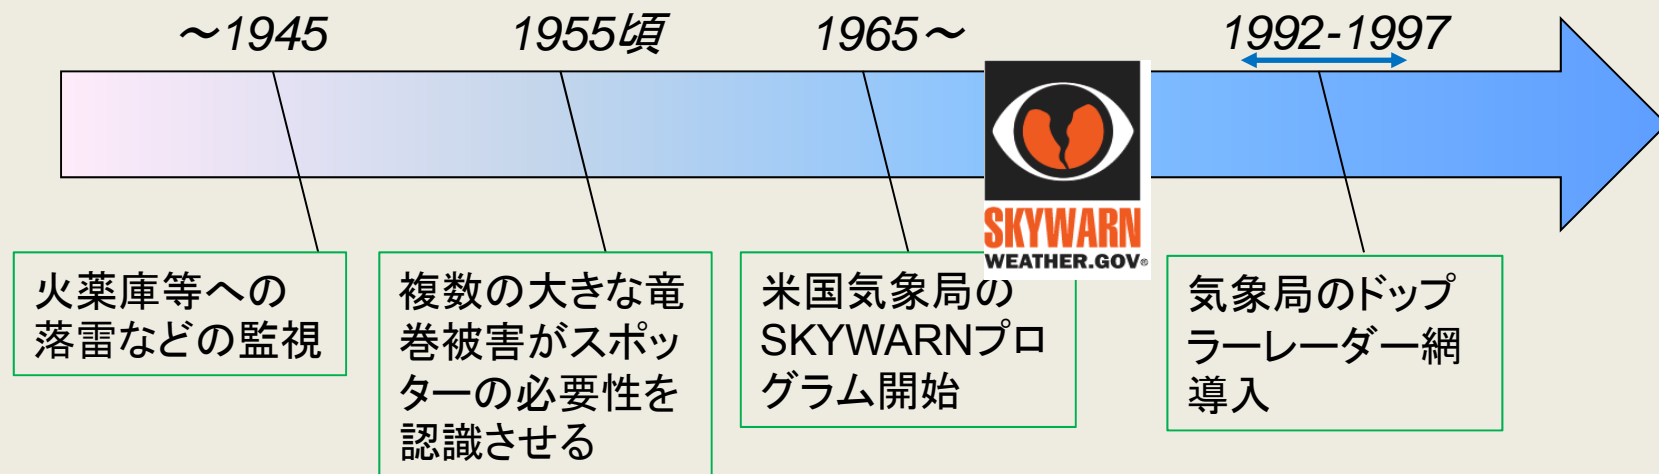 ～1945
1955頃
1965～
1992-1997
SKYWARN
WEATHER.GOV®
火薬庫等への
落雷などの監視
複数の大きな竜
巻被害がスポッ
ターの必要性を
認識させる
米国気象局の
SKYWARNプロ
グラム開始
気象局のドップ
ラーレーダー網
導入